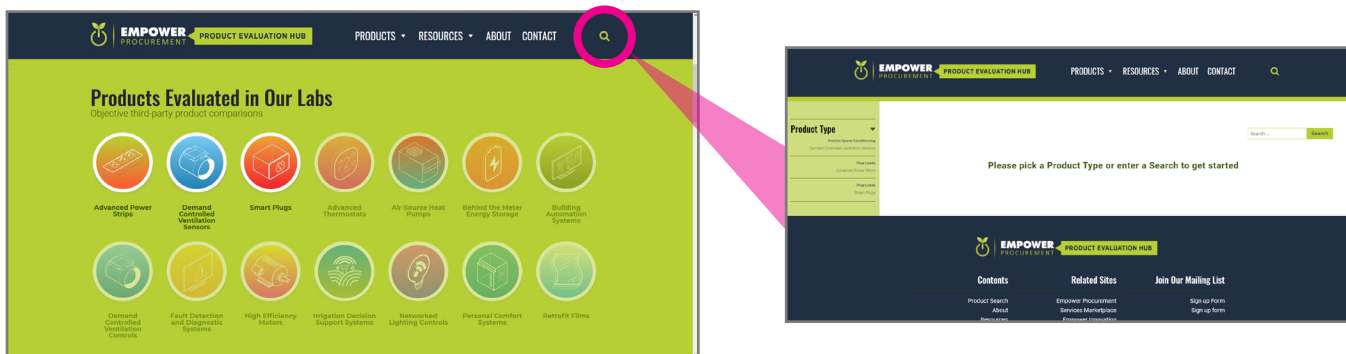 EMPOWER
PROCUREMENT
PRODUCT EVALUATION HUB
PRODUCTS
RESOURCES
ABOUT
CONTACT
Products Evaluated in Our Labs
Objective third-party product comparisons
Advanced Power
Strips
Demand
Controlled
Ventilation
Sensors
Smart Plugs
Advanced
Thermostats
Air-Source Heat
Pumps
Behind the Meter
Energy Storage
Building
Automation
Systems
Demand
Controlled
Ventilation
Controls
Fault Detection
and Diagnostic
Systems
High Efficiency
Motors
Irrigation Decision
Support Systems
Networked
Lighting Controls
Personal Comfort
Systems
Retrofit Films
EMPOWER
PROCUREMENT
PRODUCT EVALUATION HUB
PRODUCTS
RESOURCES
ABOUT
CONTACT
Product Type
Plug Loads
Advanced Power Strips
Plug Loads
Smart Plugs
Search ...
Search
Please pick a Product Type or enter a Search to get started
EMPOWER
PROCUREMENT
PRODUCT EVALUATION HUB
Contents
Product Search
About
Resources
Related Sites
Empower Procurement
Services Marketplace
Empower Innovation
Join Our Mailing List
Sign up Form
Sign up form